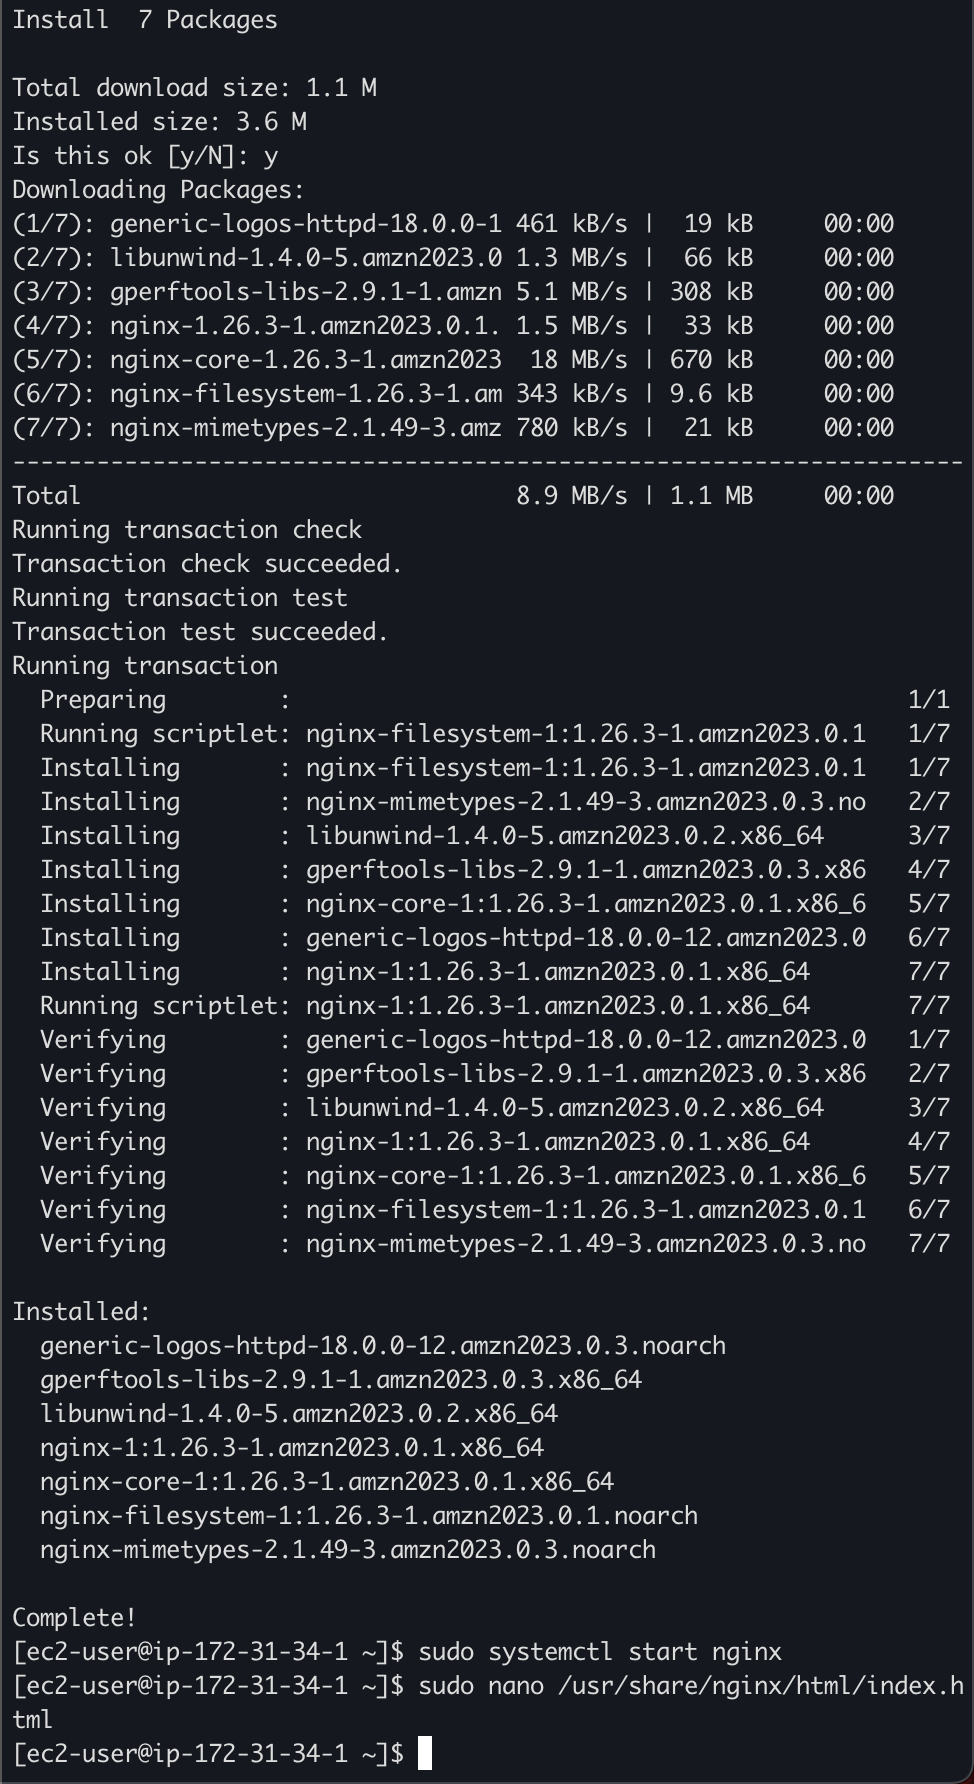 Install  7 Packages

Total download size: 1.1 M
Installed size: 3.6 M
Is this ok [y/N]: y
Downloading Packages:
(1/7): generic-logos-httpd-18.0.0-1 461 kB/s |  19 kB     00:00
(2/7): libunwind-1.4.0-5.amzn2023.0 1.3 MB/s |  66 kB     00:00
(3/7): gperftools-libs-2.9.1-1.amzn 5.1 MB/s | 308 kB     00:00
(4/7): nginx-1.26.3-1.amzn2023.0.1. 1.5 MB/s |  33 kB     00:00
(5/7): nginx-core-1.26.3-1.amzn2023  18 MB/s | 670 kB     00:00
(6/7): nginx-filesystem-1.26.3-1.am 343 kB/s | 9.6 kB     00:00
(7/7): nginx-mimetypes-2.1.49-3.amz 780 kB/s |  21 kB     00:00
--------------------------------------------------------------------
Total                               8.9 MB/s | 1.1 MB     00:00
Running transaction check
Transaction check succeeded.
Running transaction test
Transaction test succeeded.
Running transaction
  Preparing        :                                            1/1
  Running scriptlet: nginx-filesystem-1:1.26.3-1.amzn2023.0.1   1/7
  Installing       : nginx-filesystem-1:1.26.3-1.amzn2023.0.1   1/7
  Installing       : nginx-mimetypes-2.1.49-3.amzn2023.0.3.no   2/7
  Installing       : libunwind-1.4.0-5.amzn2023.0.2.x86_64      3/7
  Installing       : gperftools-libs-2.9.1-1.amzn2023.0.3.x86   4/7
  Installing       : nginx-core-1:1.26.3-1.amzn2023.0.1.x86_6   5/7
  Installing       : generic-logos-httpd-18.0.0-12.amzn2023.0   6/7
  Installing       : nginx-1:1.26.3-1.amzn2023.0.1.x86_64       7/7
  Running scriptlet: nginx-1:1.26.3-1.amzn2023.0.1.x86_64       7/7
  Verifying        : generic-logos-httpd-18.0.0-12.amzn2023.0   1/7
  Verifying        : gperftools-libs-2.9.1-1.amzn2023.0.3.x86   2/7
  Verifying        : libunwind-1.4.0-5.amzn2023.0.2.x86_64      3/7
  Verifying        : nginx-1:1.26.3-1.amzn2023.0.1.x86_64       4/7
  Verifying        : nginx-core-1:1.26.3-1.amzn2023.0.1.x86_6   5/7
  Verifying        : nginx-filesystem-1:1.26.3-1.amzn2023.0.1   6/7
  Verifying        : nginx-mimetypes-2.1.49-3.amzn2023.0.3.no   7/7

Installed:
  generic-logos-httpd-18.0.0-12.amzn2023.0.3.noarch
  gperftools-libs-2.9.1-1.amzn2023.0.3.x86_64
  libunwind-1.4.0-5.amzn2023.0.2.x86_64
  nginx-1:1.26.3-1.amzn2023.0.1.x86_64
  nginx-core-1:1.26.3-1.amzn2023.0.1.x86_64
  nginx-filesystem-1:1.26.3-1.amzn2023.0.1.noarch
  nginx-mimetypes-2.1.49-3.amzn2023.0.3.noarch

Complete!
[ec2-user@ip-172-31-34-1 ~]$ sudo systemctl start nginx
[ec2-user@ip-172-31-34-1 ~]$ sudo nano /usr/share/nginx/html/index.h
tml
[ec2-user@ip-172-31-34-1 ~]$